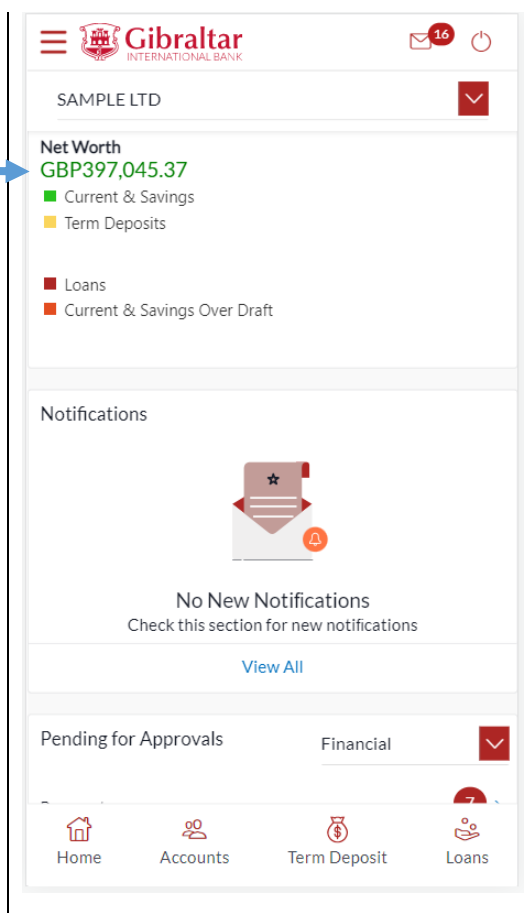 Gibraltar
INTERNATIONAL BANK
16
SAMPLE LTD
Net Worth
GBP397,045.37
Current & Savings
Term Deposits
Loans
Current & Savings Over Draft
Notifications
No New Notifications
Check this section for new notifications
View All
Pending for Approvals Financial
7
Home Accounts Term Deposit Loans